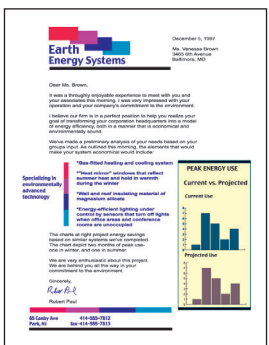 Earth
Energy Systems
December 5, 1997
Ms. Vanessa Brown
3465 8th Avenue
Baltimore, MD
Dear Ms. Brown,
It was a thoroughly enjoyable experience to meet with you and
your associates this morning. I was very impressed with your
operation and your company's commitment to the environment.
I believe our firm is in a perfect position to help you realize your
goal of transforming your corporation headquarters into a model
of energy efficiency, both in a manner that is economical and
environmentally sound.
We've made a preliminary analysis of your needs based on your
groups input. As outlined this morning, the elements that would
make your system economical would include:
Specializing in
environmentally
advanced
technology
*Gas-fitted heating and cooling system
*"Heat mirror" windows that reflect
summer heat and hold in warmth
during the winter
*Wall and roof insulating material of
magnesium silicate
*Energy-efficient lighting under
control by sensors that turn off lights
when office areas and conference
rooms are unoccupied
The charts at right project energy savings
based on similar systems we've completed.
The chart depict two months of peak use-
one in winter, and one in summer.
We are very enthusiastic about this project.
We are behind you all the way in your
commitment to the environment.
Sincerely,
Robert Paul
85 Canby Ave
Park, NJ
414-555-7812
fax-414-555-7813
PEAK ENERGY USE
Current vs. Projected
Current Use
Projected Use